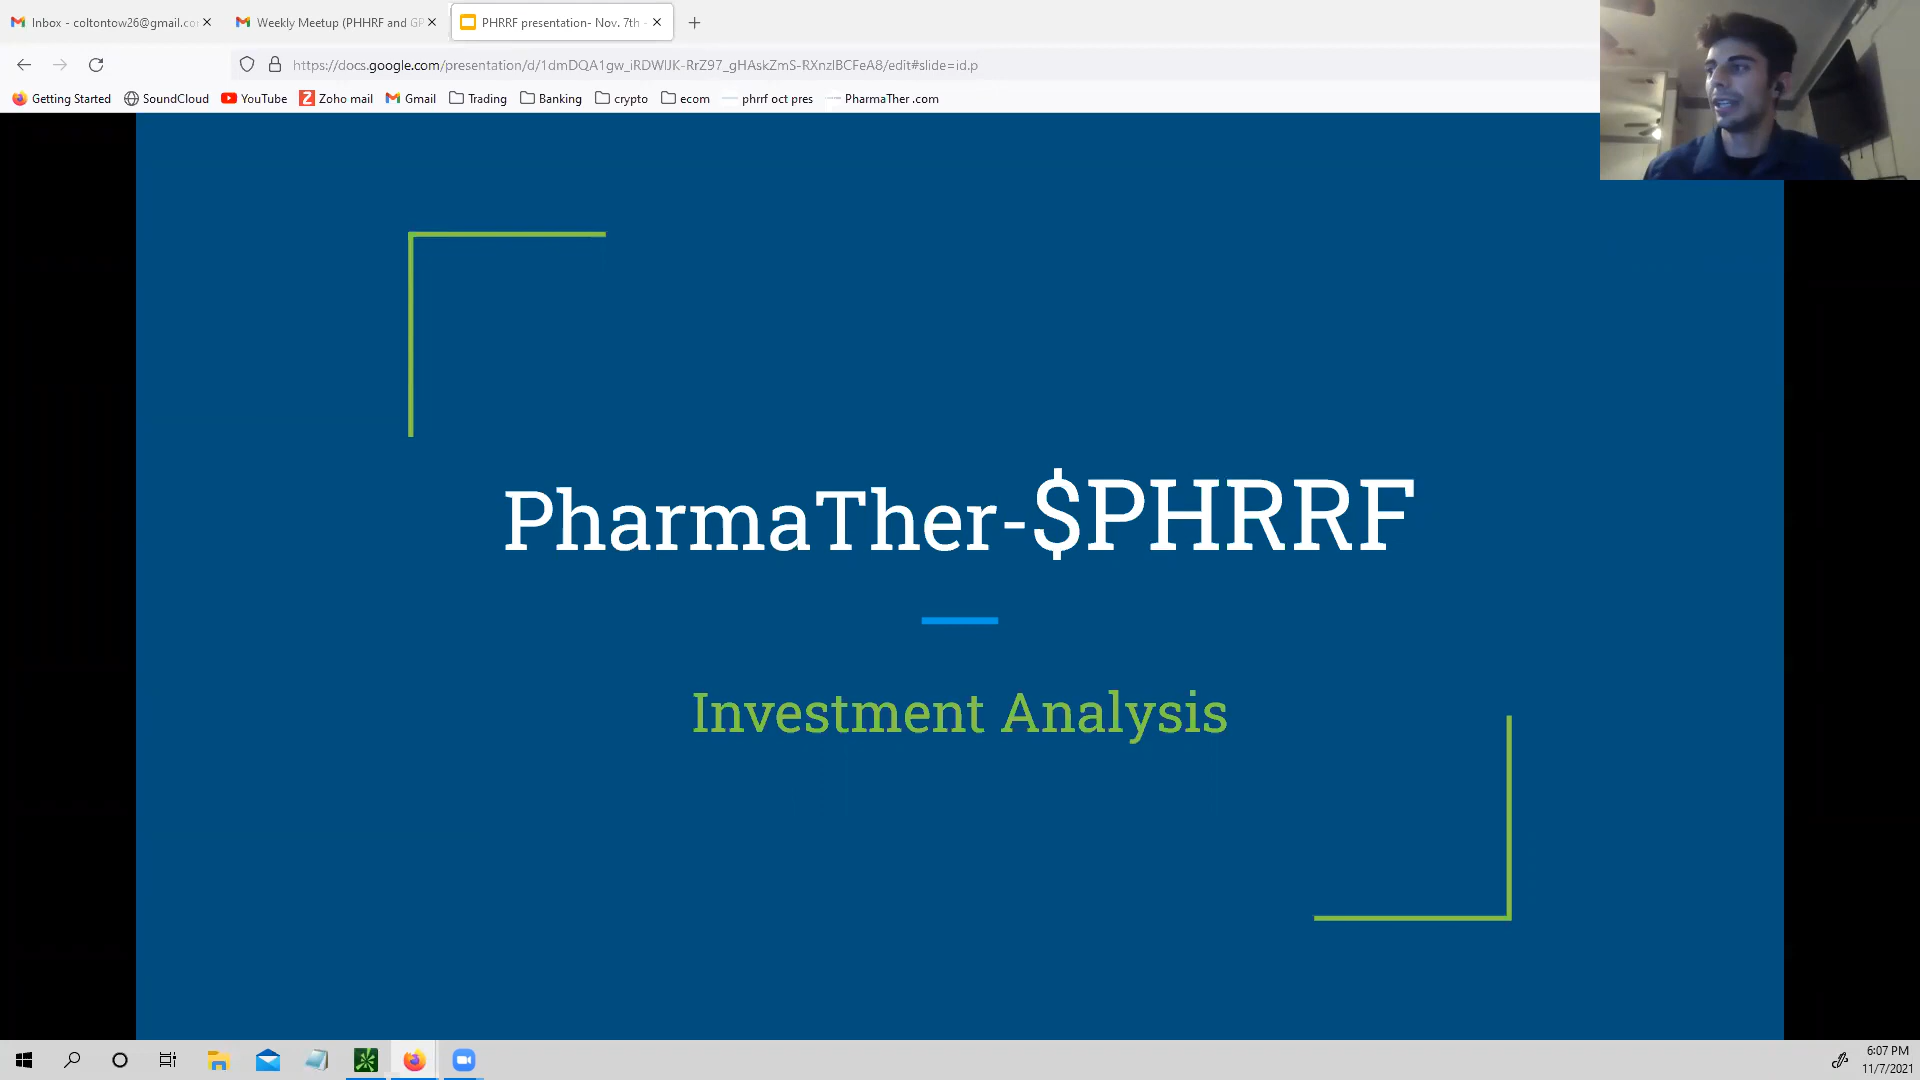 Inbox - coltontow26@gmail.co
Weekly Meetup (PHHRF and GP
PHRRF presentation- Nov. 7th -
https://docs.google.com/presentation/d/1dmDQA1gw_iRDWIJK-RrZ97_gHAskZmS-RXnzlBCFeA8/edit#slide=id.p
Getting Started SoundCloud YouTube Zoho mail Gmail Trading Banking crypto ecom phrrf oct pres PharmaTher .com
PharmaTher-$PHRRF
Investment Analysis
6:07 PM
11/7/2021